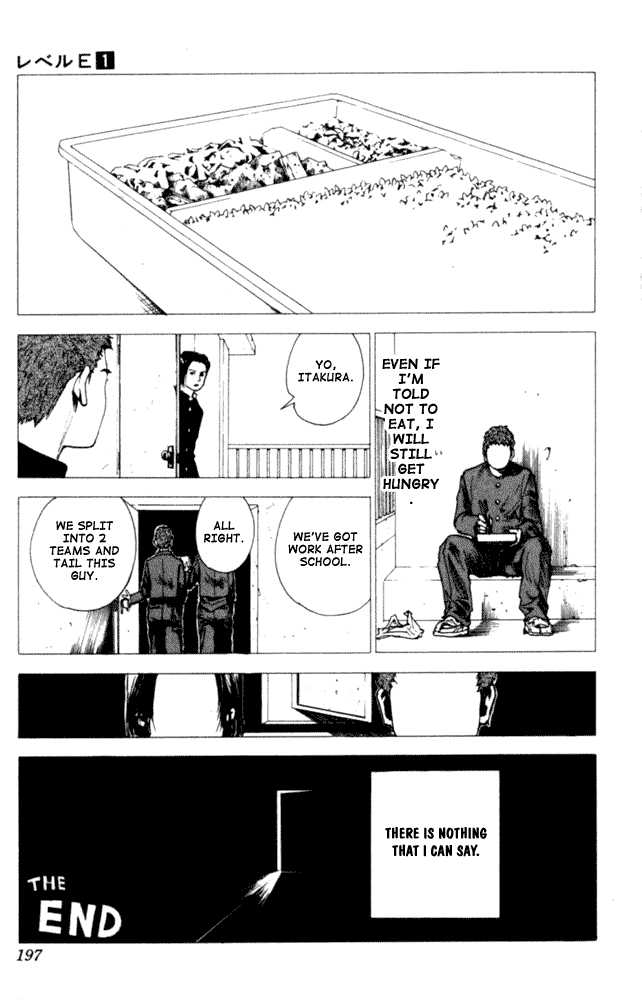 レベルE1
EVEN IF
I'M
TOLD
NOT TO
EAT, I
WILL
STILL
GET
HUNGRY
.
YO,
ITAKURA.
WE'VE GOT
WORK AFTER
SCHOOL.
ALL
RIGHT.
WE SPLIT
INTO 2
TEAMS AND
TAIL THIS
GUY.
THERE IS NOTHING
THAT I CAN SAY.
THE
END
197